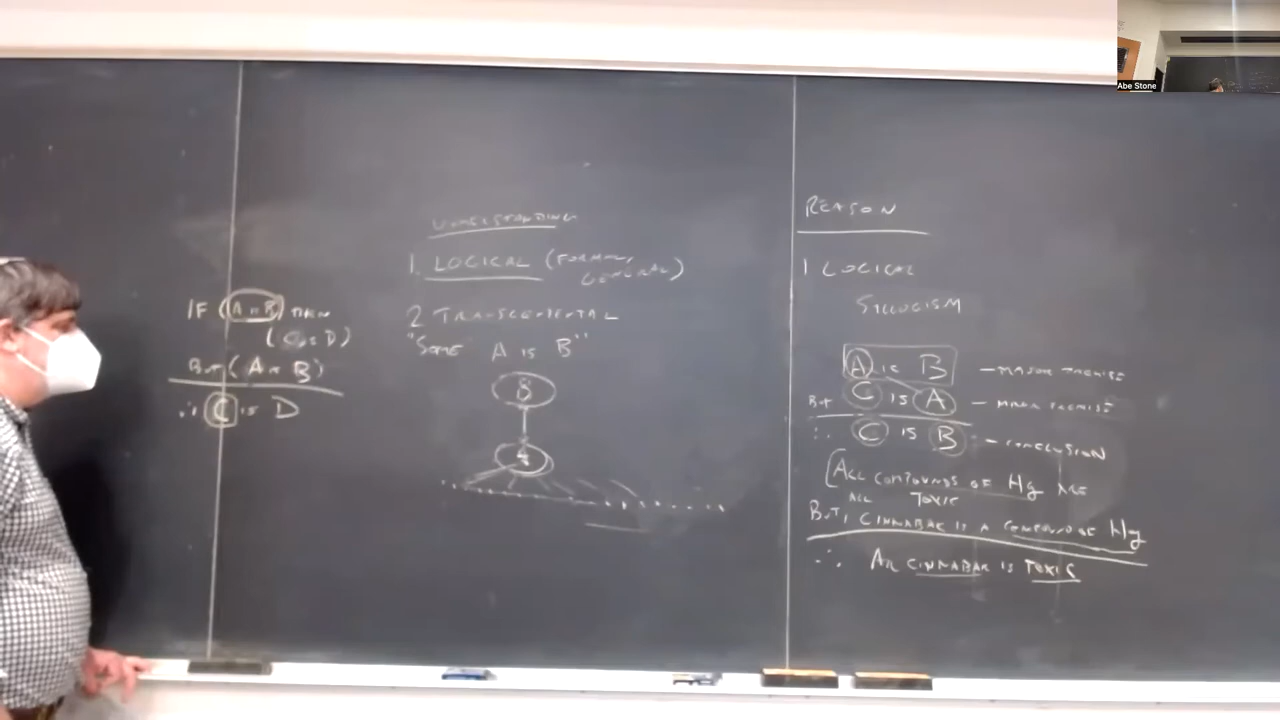 IF (A is B) THEN
(C is D)
BUT (A is B)
∴ C is D
UNDERSTANDING
1. LOGICAL (FORMAL, GENERAL)
2 TRANSCENDENTAL
"SOME A IS B"
B
A
REASON
1 LOGICAL
SYLLOGISM
A is B — MAJOR PREMISE
BUT C IS A — MINOR PREMISE
∴ C IS B — CONCLUSION
ALL COMPOUNDS OF Hg ARE
TOXIC
BUT, ALL CINNABAR IS A COMPOUND OF Hg
∴ ALL CINNABAR IS TOXIC
Abe Stone